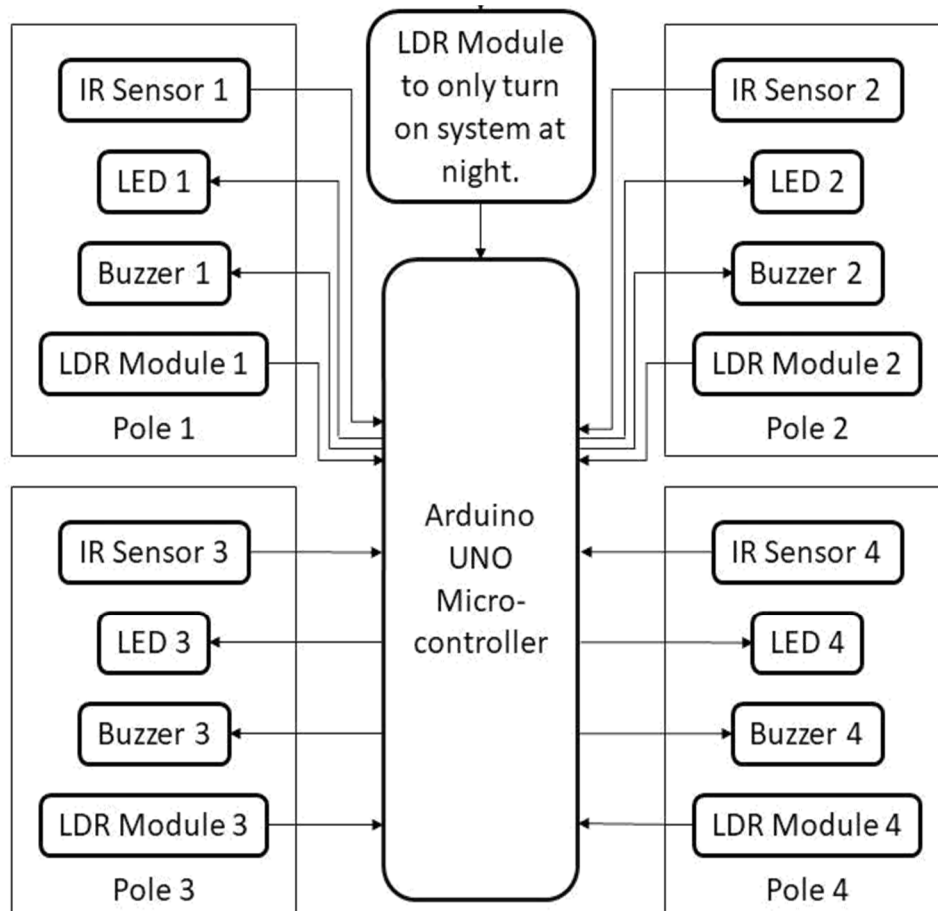 IR Sensor 1
LED 1
Buzzer 1
LDR Module 1
Pole 1
LDR Module
to only turn
on system at
night.
IR Sensor 2
LED 2
Buzzer 2
LDR Module 2
Pole 2
Arduino
UNO
Micro-
controller
IR Sensor 3
LED 3
Buzzer 3
LDR Module 3
Pole 3
IR Sensor 4
LED 4
Buzzer 4
LDR Module 4
Pole 4